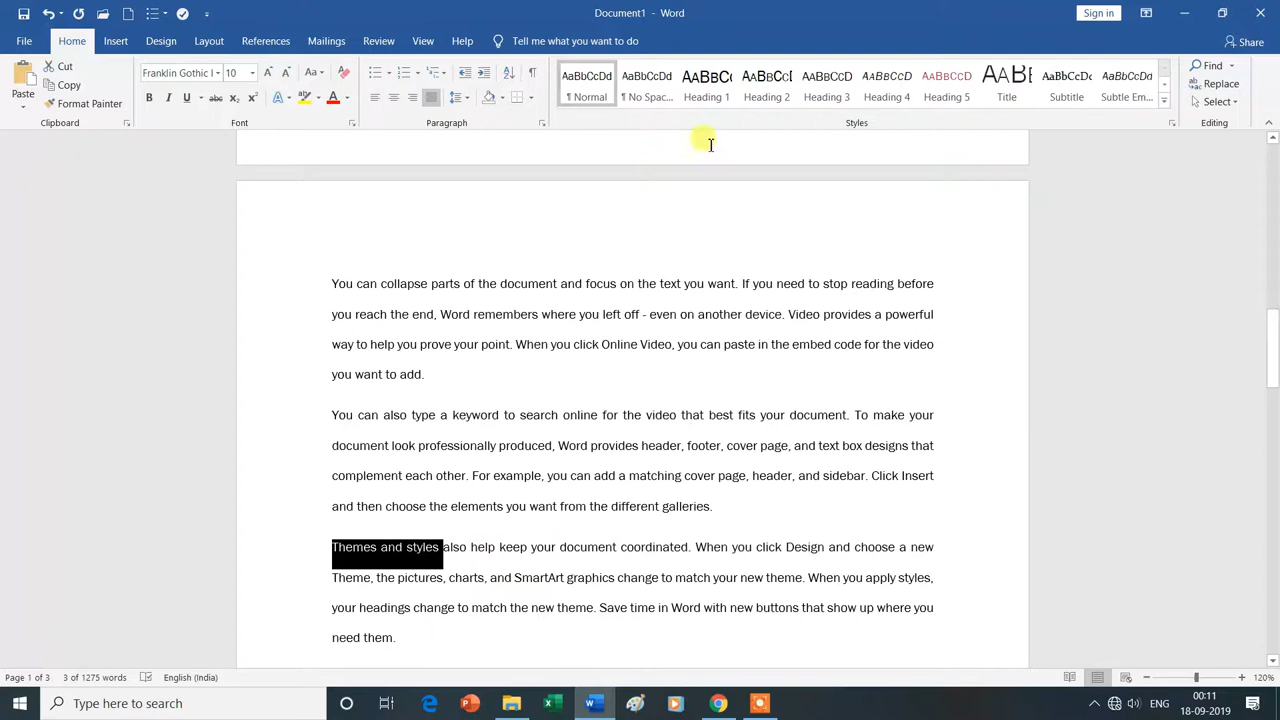 Document1 - Word
Sign in
File Home Insert Design Layout References Mailings Review View Help Tell me what you want to do Share
Paste Cut Copy Format Painter Clipboard
Franklin Gothic I 10 Aa Font
Paragraph
AaBbCcDd ¶ Normal
AaBbCcDd ¶ No Spac...
AABBC Heading 1
AABBCCI Heading 2
AABBCCD Heading 3
AABBCCD Heading 4
AABBCCD Heading 5
AABE Title
AaBbCcDc Subtitle
AaBbCcDd Subtle Em...
Styles
Find Replace Select Editing
You can collapse parts of the document and focus on the text you want. If you need to stop reading before
you reach the end, Word remembers where you left off - even on another device. Video provides a powerful
way to help you prove your point. When you click Online Video, you can paste in the embed code for the video
you want to add.
You can also type a keyword to search online for the video that best fits your document. To make your
document look professionally produced, Word provides header, footer, cover page, and text box designs that
complement each other. For example, you can add a matching cover page, header, and sidebar. Click Insert
and then choose the elements you want from the different galleries.
Themes and styles also help keep your document coordinated. When you click Design and choose a new
Theme, the pictures, charts, and SmartArt graphics change to match your new theme. When you apply styles,
your headings change to match the new theme. Save time in Word with new buttons that show up where you
need them.
Page 1 of 3 3 of 1275 words English (India) 120%
Type here to search
ENG
00:11
18-09-2019